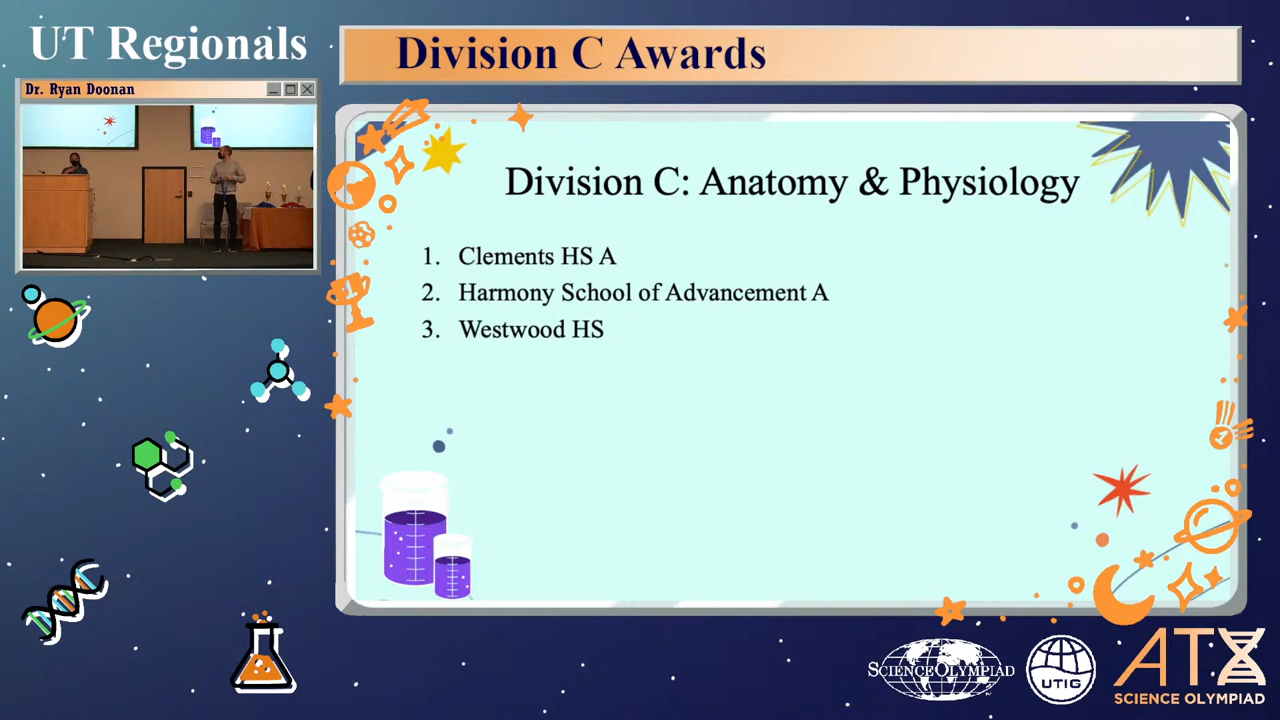 UT Regionals
Division C Awards
Dr. Ryan Doonan
Division C: Anatomy & Physiology
1. Clements HS A
2. Harmony School of Advancement A
3. Westwood HS
1
SCIENCE OLYMPIAD
UTIG
ATX
SCIENCE OLYMPIAD